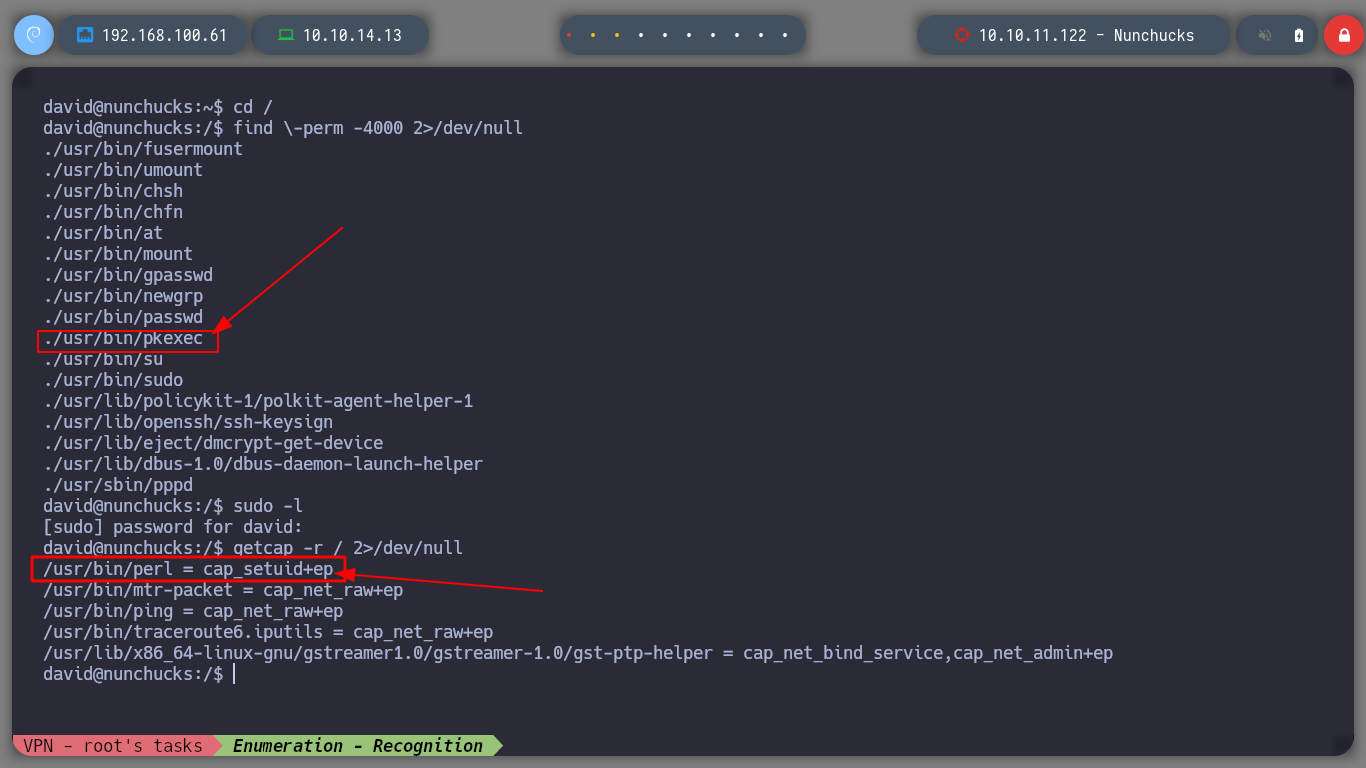 192.168.100.61 10.10.14.13 10.10.11.122 - Nunchucks
david@nunchucks:~$ cd /
david@nunchucks:/$ find \-perm -4000 2>/dev/null
./usr/bin/fusermount
./usr/bin/umount
./usr/bin/chsh
./usr/bin/chfn
./usr/bin/at
./usr/bin/mount
./usr/bin/gpasswd
./usr/bin/newgrp
./usr/bin/passwd
./usr/bin/pkexec
./usr/bin/su
./usr/bin/sudo
./usr/lib/policykit-1/polkit-agent-helper-1
./usr/lib/openssh/ssh-keysign
./usr/lib/eject/dmcrypt-get-device
./usr/lib/dbus-1.0/dbus-daemon-launch-helper
./usr/sbin/pppd
david@nunchucks:/$ sudo -l
[sudo] password for david:
david@nunchucks:/$ getcap -r / 2>/dev/null
/usr/bin/perl = cap_setuid+ep
/usr/bin/mtr-packet = cap_net_raw+ep
/usr/bin/ping = cap_net_raw+ep
/usr/bin/traceroute6.iputils = cap_net_raw+ep
/usr/lib/x86_64-linux-gnu/gstreamer1.0/gstreamer-1.0/gst-ptp-helper = cap_net_bind_service,cap_net_admin+ep
david@nunchucks:/$
VPN - root's tasks Enumeration - Recognition